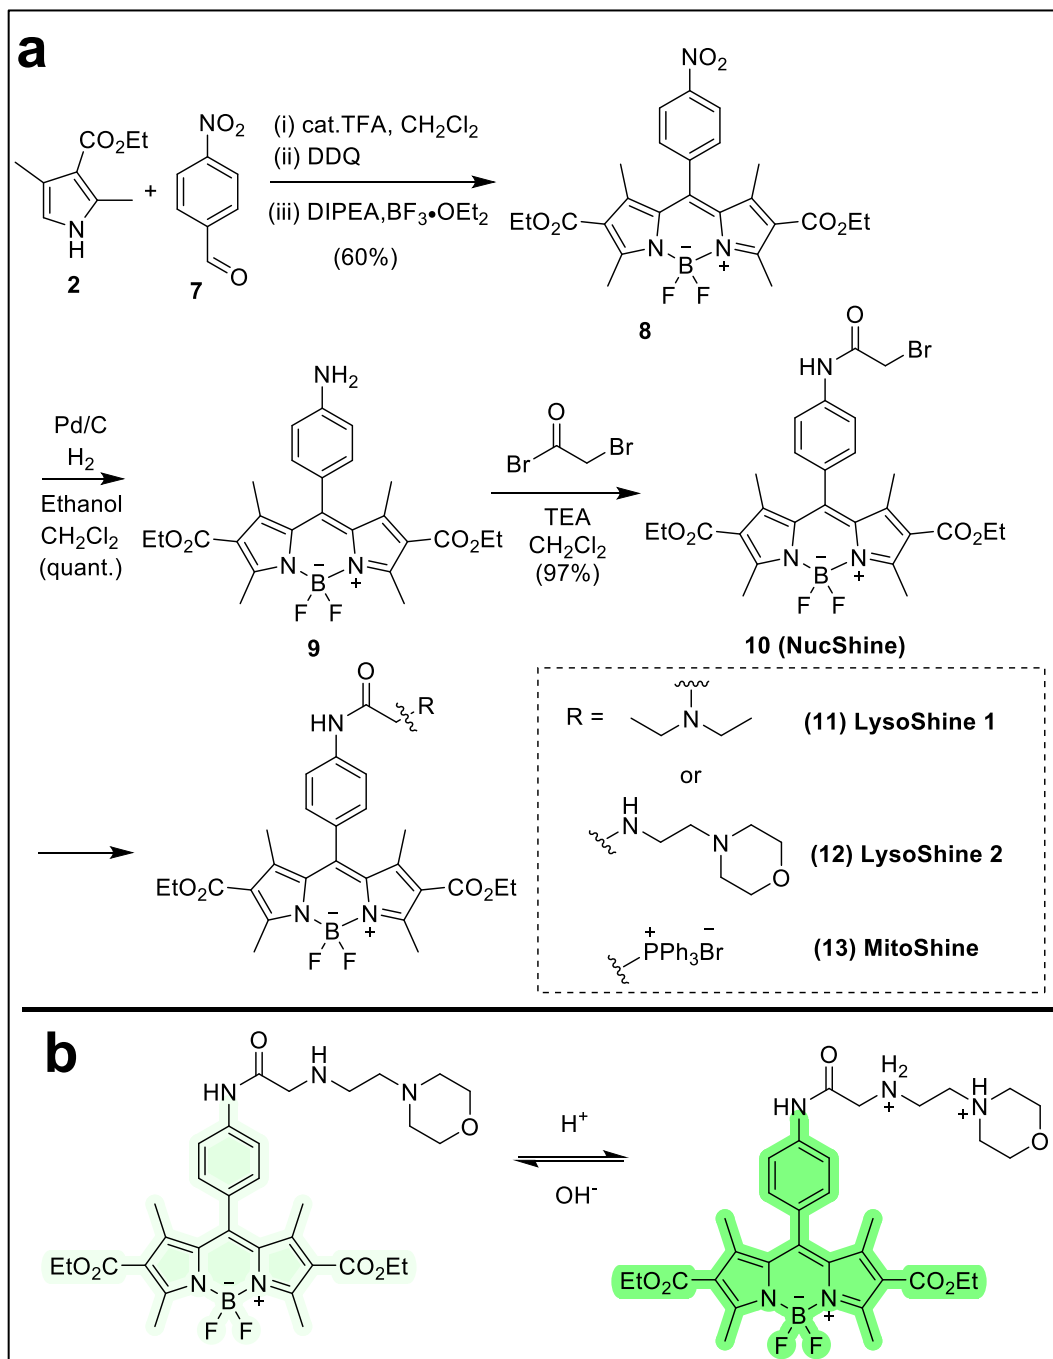 a
NO₂
CO₂Et
NO₂
(i) cat.TFA, CH₂Cl₂
(ii) DDQ
+
N
H
(iii) DIPEA,BF₃•OEt₂
(60%)
O
2
7
EtO₂C
CO₂Et
N
−
B
N
+
F
F
8
O
Br
HN
NH₂
Pd/C
H₂
Ethanol
CH₂Cl₂
(quant.)
O
Br
Br
TEA
CH₂Cl₂
(97%)
EtO₂C
CO₂Et
N
−
B
N
+
F
F
9
EtO₂C
CO₂Et
N
−
B
N
+
F
F
10 (NucShine)
O
R
HN
EtO₂C
CO₂Et
N
−
B
N
+
F
F
R =
N
(11) LysoShine 1
or
H
N
N
O
(12) LysoShine 2
+
−
PPh₃Br
(13) MitoShine
b
O
H
N
HN
N
O
EtO₂C
CO₂Et
N
−
B
N
+
F
F
H⁺
OH⁻
O
H₂
N
+
H
N
+
HN
O
EtO₂C
CO₂Et
N
−
B
N
+
F
F